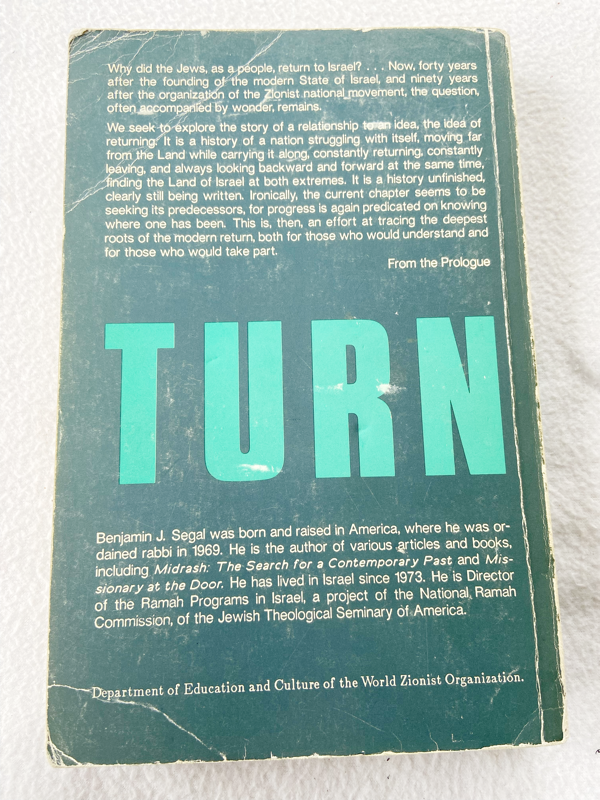 Why did the Jews, as a people, return to Israel? . . . Now, forty years
after the founding of the modern State of Israel, and ninety years
after the organization of the Zionist national movement, the question,
often accompanied by wonder, remains.
We seek to explore the story of a relationship to an idea, the idea of
returning. It is a history of a nation struggling with itself, moving far
from the Land while carrying it along, constantly returning, constantly
leaving, and always looking backward and forward at the same time,
finding the Land of Israel at both extremes. It is a history unfinished,
clearly still being written. Ironically, the current chapter seems to be
seeking its predecessors, for progress is again predicated on knowing
where one has been. This is, then, an effort at tracing the deepest
roots of the modern return, both for those who would understand and
for those who would take part.
From the Prologue
TURN
Benjamin J. Segal was born and raised in America, where he was or-
dained rabbi in 1969. He is the author of various articles and books,
including Midrash: The Search for a Contemporary Past and Mis-
sionary at the Door. He has lived in Israel since 1973. He is Director
of the Ramah Programs in Israel, a project of the National Ramah
Commission, of the Jewish Theological Seminary of America.
Department of Education and Culture of the World Zionist Organization.